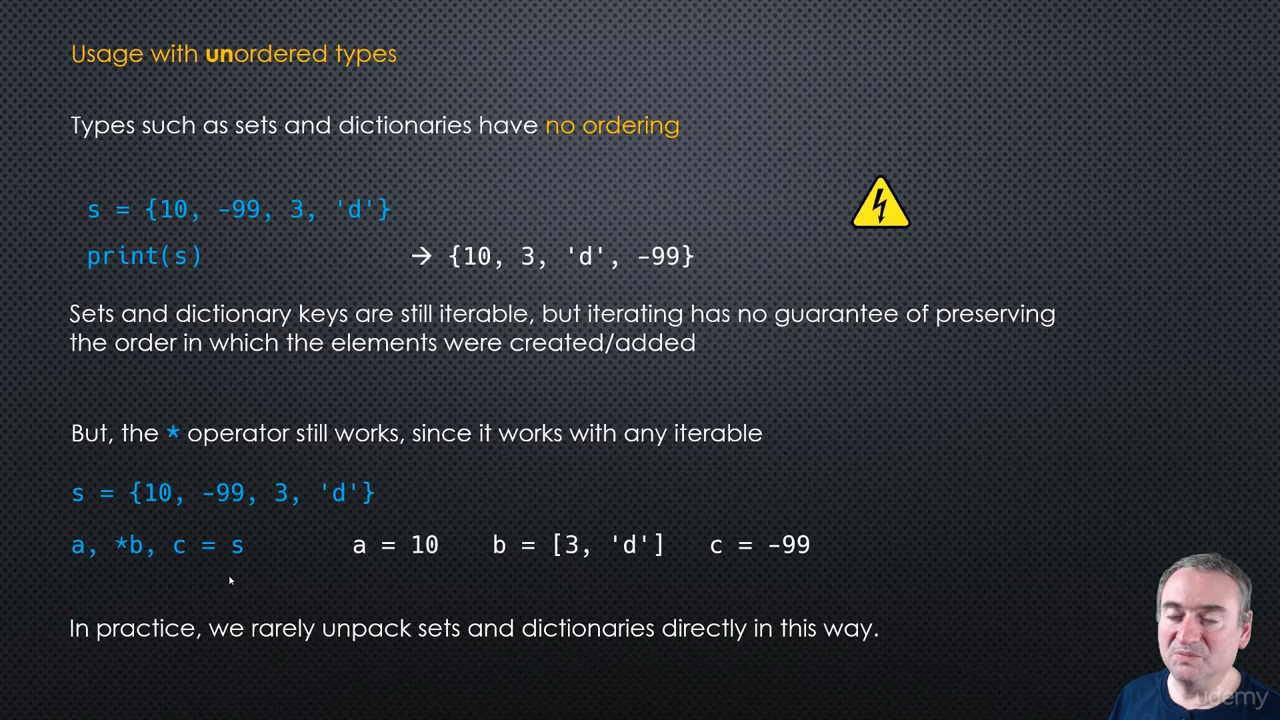 Usage with unordered types
Types such as sets and dictionaries have no ordering
s = {10, -99, 3, 'd'}
print(s) → {10, 3, 'd', -99}
Sets and dictionary keys are still iterable, but iterating has no guarantee of preserving
the order in which the elements were created/added
But, the * operator still works, since it works with any iterable
s = {10, -99, 3, 'd'}
a, *b, c = s a = 10 b = [3, 'd'] c = -99
In practice, we rarely unpack sets and dictionaries directly in this way.
udemy